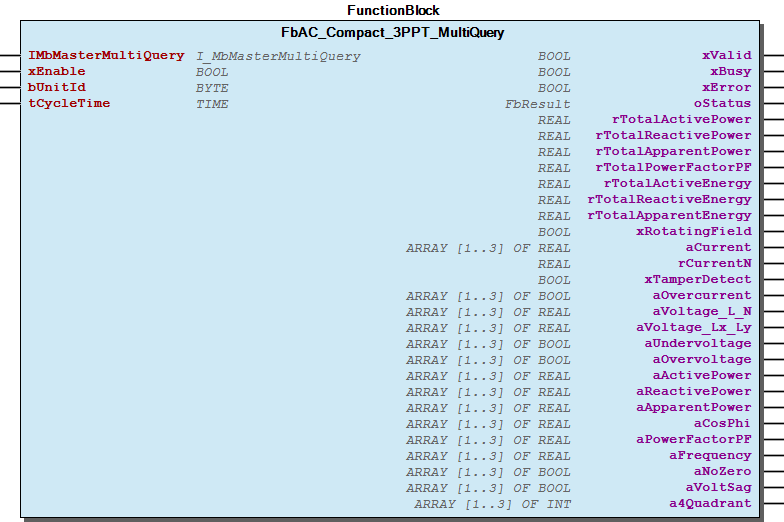 FunctionBlock
FbAC_Compact_3PPT_MultiQuery
IMbMasterMultiQuery I_MbMasterMultiQuery BOOL xValid
xEnable BOOL BOOL xBusy
bUnitId BYTE BOOL xError
tCycleTime TIME FbResult oStatus
REAL rTotalActivePower
REAL rTotalReactivePower
REAL rTotalApparentPower
REAL rTotalPowerFactorPF
REAL rTotalActiveEnergy
REAL rTotalReactiveEnergy
REAL rTotalApparentEnergy
BOOL xRotatingField
ARRAY [1..3] OF REAL aCurrent
REAL rCurrentN
BOOL xTamperDetect
ARRAY [1..3] OF BOOL aOvercurrent
ARRAY [1..3] OF REAL aVoltage_L_N
ARRAY [1..3] OF REAL aVoltage_Lx_Ly
ARRAY [1..3] OF BOOL aUndervoltage
ARRAY [1..3] OF BOOL aOvervoltage
ARRAY [1..3] OF REAL aActivePower
ARRAY [1..3] OF REAL aReactivePower
ARRAY [1..3] OF REAL aApparentPower
ARRAY [1..3] OF REAL aCosPhi
ARRAY [1..3] OF REAL aPowerFactorPF
ARRAY [1..3] OF REAL aFrequency
ARRAY [1..3] OF BOOL aNoZero
ARRAY [1..3] OF BOOL aVoltSag
ARRAY [1..3] OF INT a4Quadrant